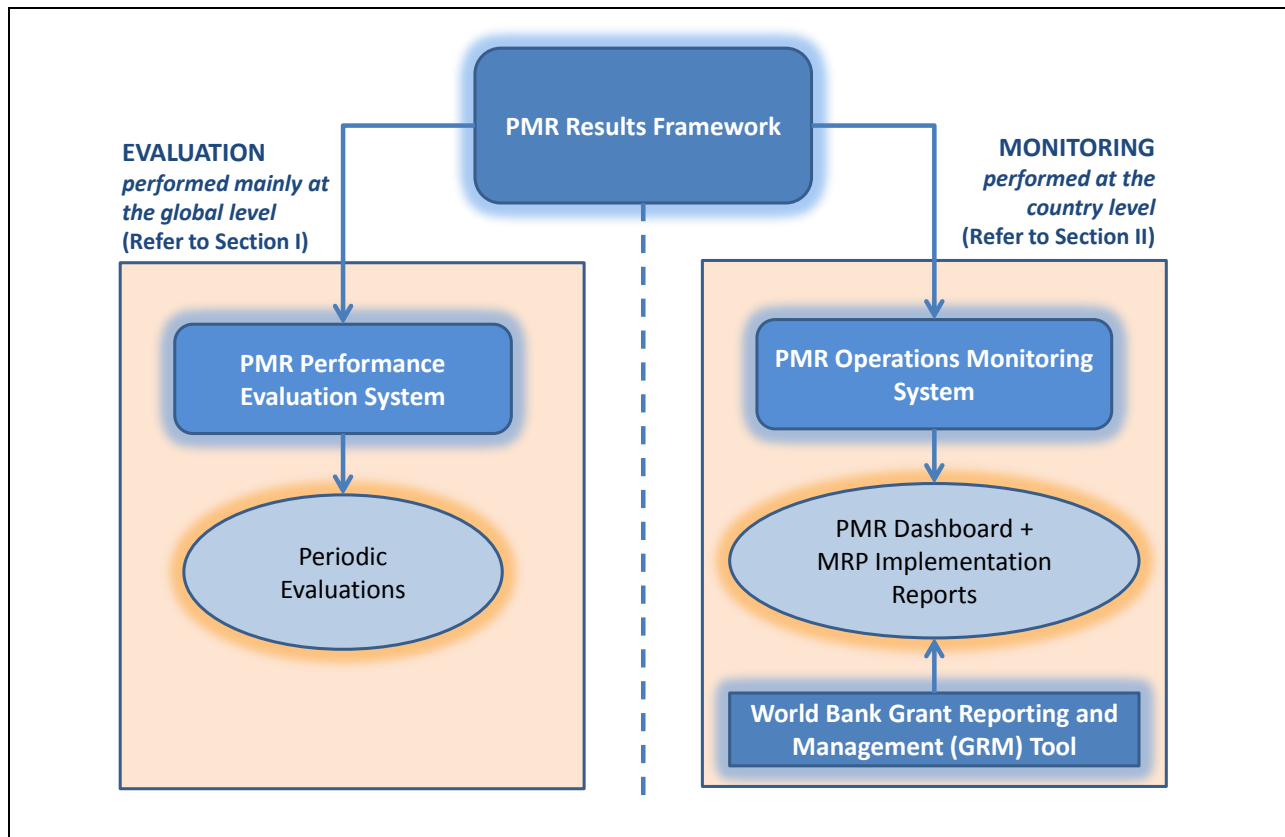 PMR Results Framework
EVALUATION
performed mainly at
the global level
(Refer to Section I)
MONITORING
performed at the
country level
(Refer to Section II)
PMR Performance
Evaluation System
Periodic
Evaluations
PMR Operations Monitoring
System
PMR Dashboard +
MRP Implementation
Reports
World Bank Grant Reporting and
Management (GRM) Tool